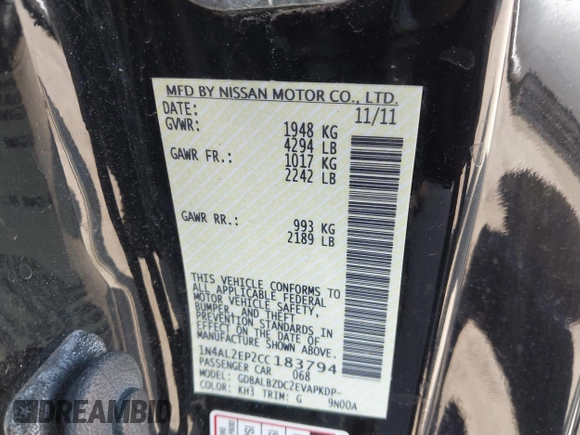 MFD BY NISSAN MOTOR CO., LTD.
DATE: 11/11
GVWR: 1948 KG
4294 LB
GAWR FR.: 1017 KG
2242 LB
GAWR RR.: 993 KG
2189 LB
THIS VEHICLE CONFORMS TO
ALL APPLICABLE FEDERAL
MOTOR VEHICLE SAFETY,
BUMPER, AND THEFT
PREVENTION STANDARDS IN
EFFECT ON THE DATE OF
MANUFACTURE SHOWN ABOVE.
1N4AL2EP2CC183794
PASSENGER CAR 068
MODEL: GDBALBZDC2EVAPKDP-
COLOR: KH3 TRIM: G 9N00A
DREAMBID